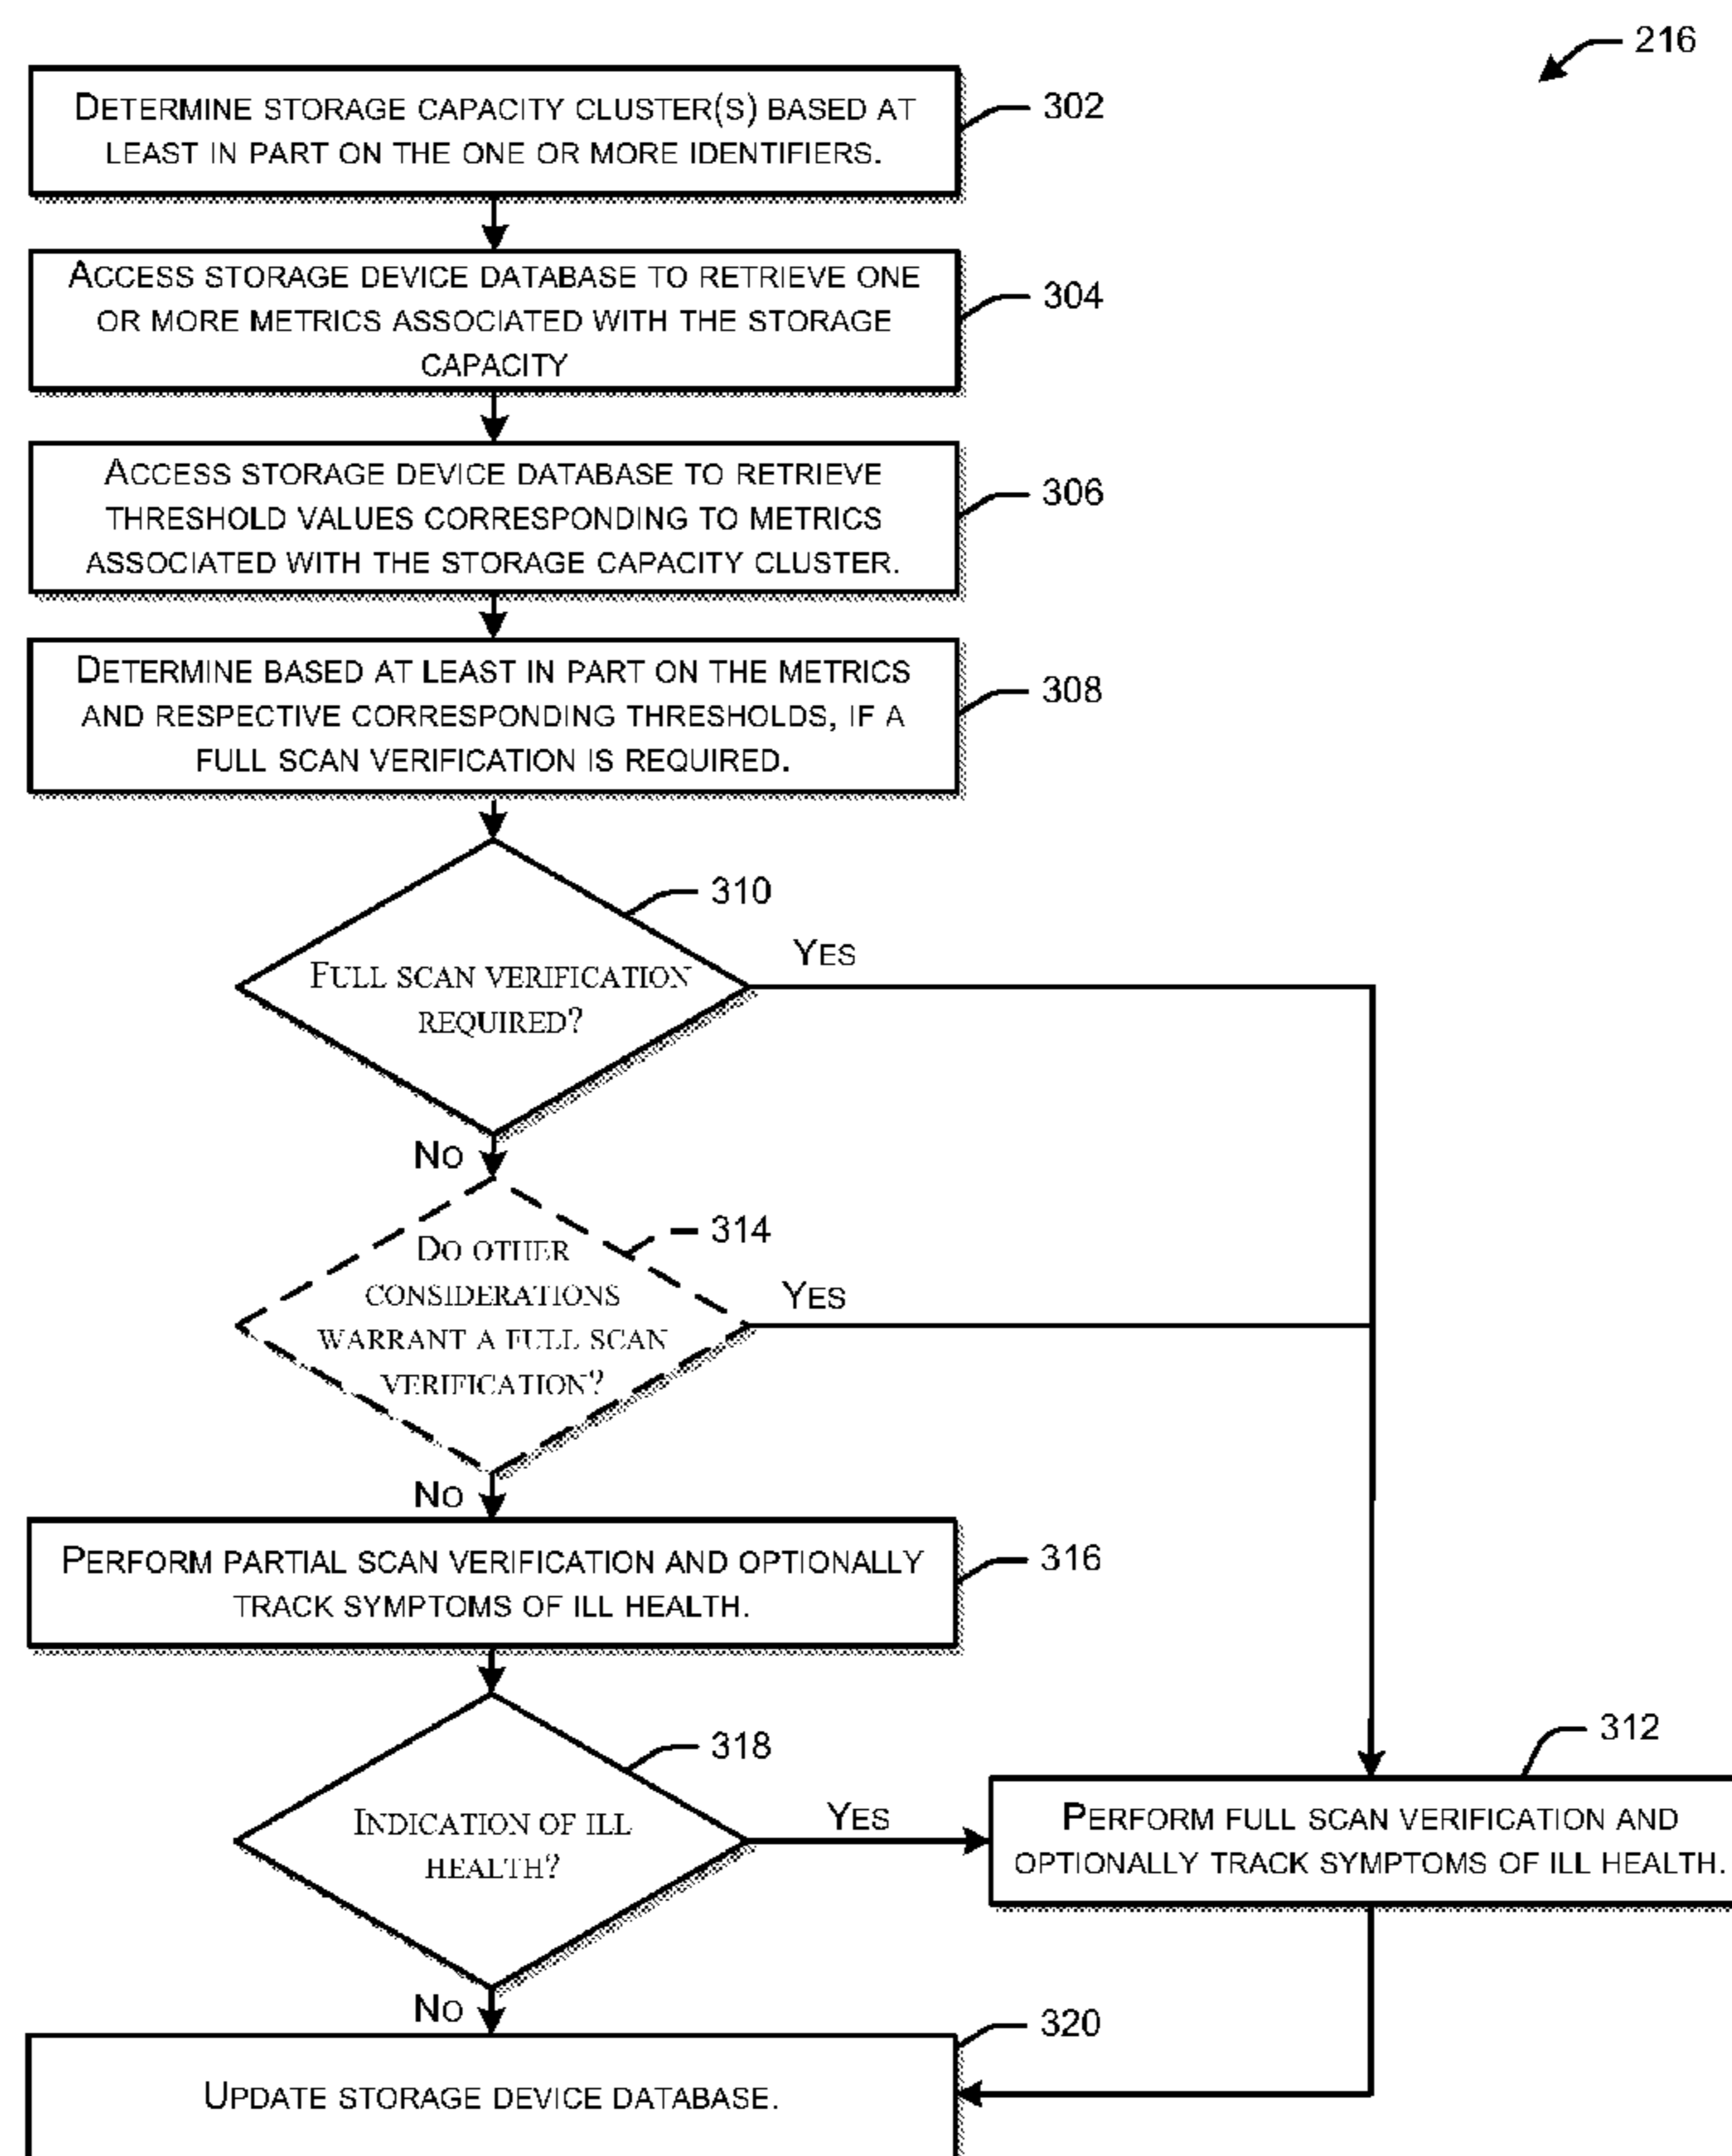 216
DETERMINE STORAGE CAPACITY CLUSTER(S) BASED AT
LEAST IN PART ON THE ONE OR MORE IDENTIFIERS.
302
ACCESS STORAGE DEVICE DATABASE TO RETRIEVE ONE
OR MORE METRICS ASSOCIATED WITH THE STORAGE
CAPACITY
304
ACCESS STORAGE DEVICE DATABASE TO RETRIEVE
THRESHOLD VALUES CORRESPONDING TO METRICS
ASSOCIATED WITH THE STORAGE CAPACITY CLUSTER.
306
DETERMINE BASED AT LEAST IN PART ON THE METRICS
AND RESPECTIVE CORRESPONDING THRESHOLDS, IF A
FULL SCAN VERIFICATION IS REQUIRED.
308
310
FULL SCAN VERIFICATION
REQUIRED?
YES
NO
314
DO OTHER
CONSIDERATIONS
WARRANT A FULL SCAN
VERIFICATION?
YES
NO
PERFORM PARTIAL SCAN VERIFICATION AND OPTIONALLY
TRACK SYMPTOMS OF ILL HEALTH.
316
318
INDICATION OF ILL
HEALTH?
YES
312
PERFORM FULL SCAN VERIFICATION AND
OPTIONALLY TRACK SYMPTOMS OF ILL HEALTH.
NO
320
UPDATE STORAGE DEVICE DATABASE.